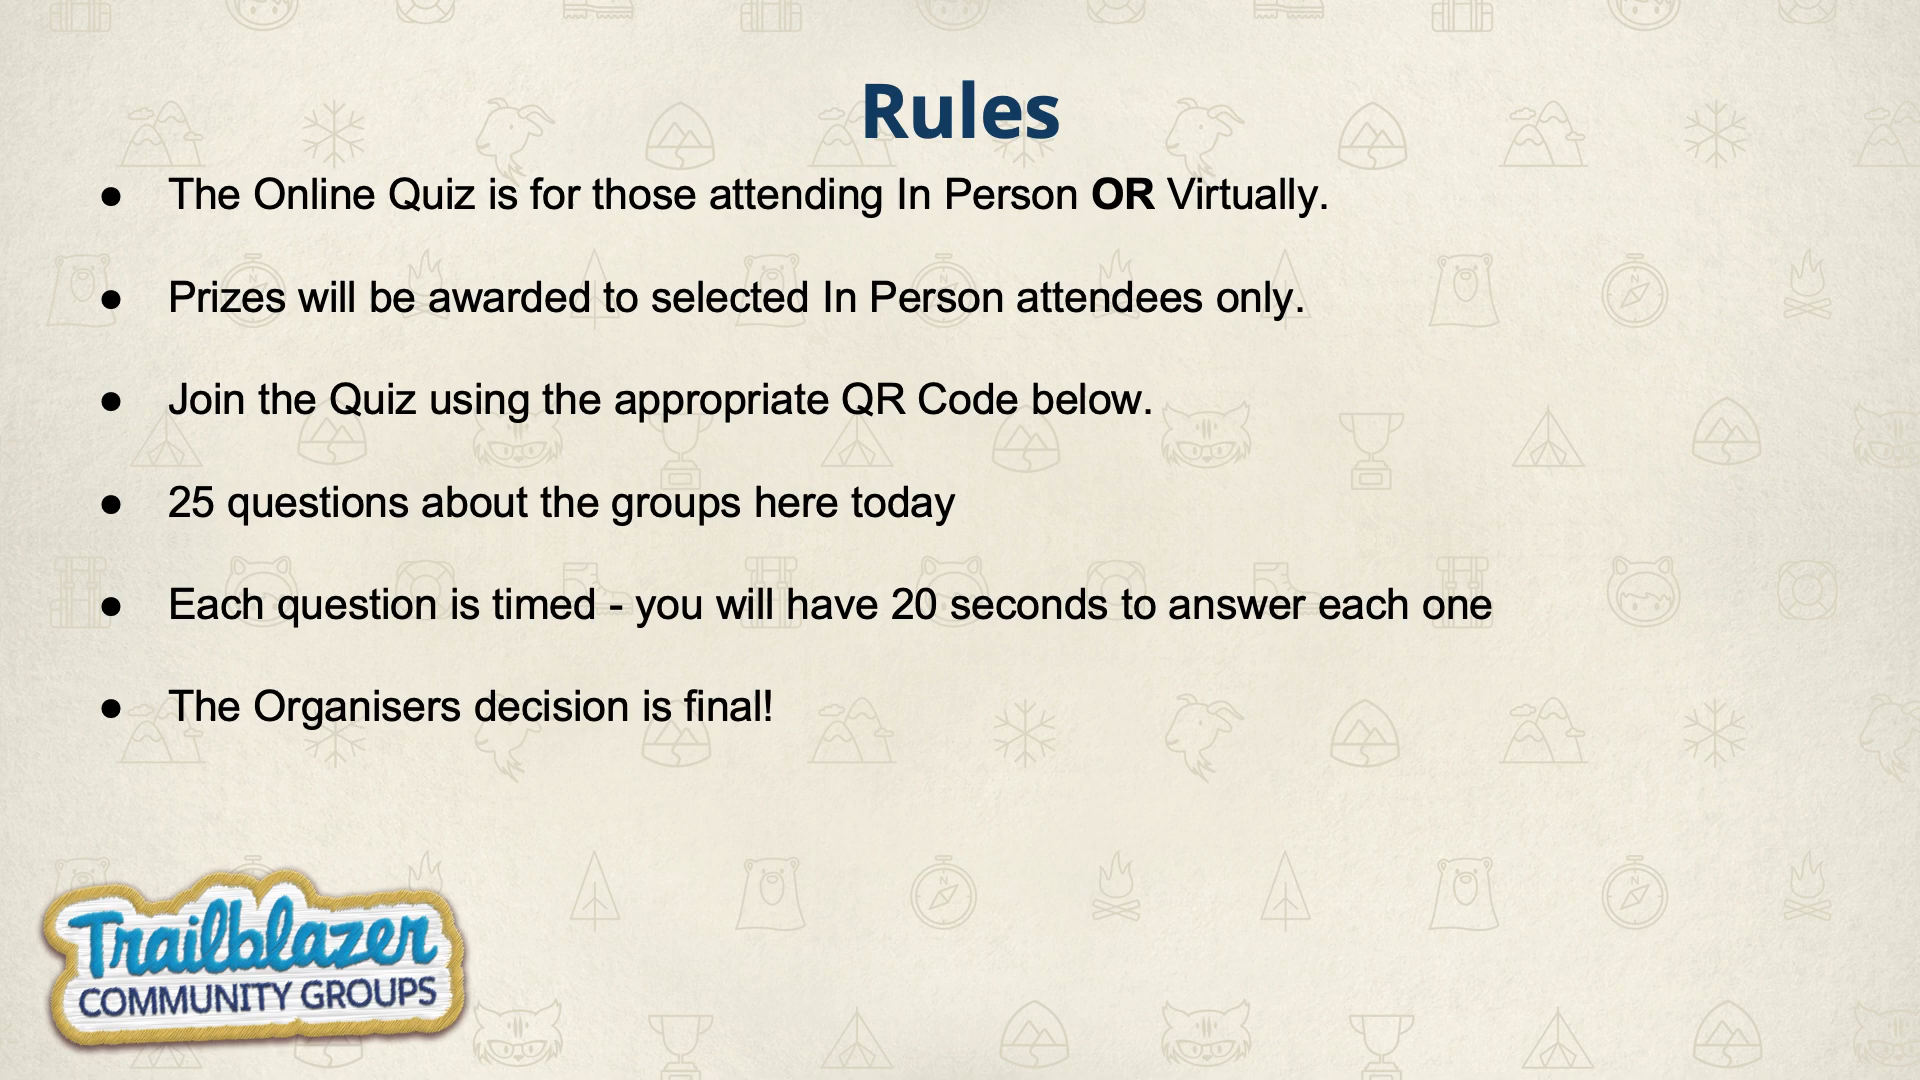 Rules
● The Online Quiz is for those attending In Person OR Virtually.
● Prizes will be awarded to selected In Person attendees only.
● Join the Quiz using the appropriate QR Code below.
● 25 questions about the groups here today
● Each question is timed - you will have 20 seconds to answer each one
● The Organisers decision is final!
Trailblazer
COMMUNITY GROUPS